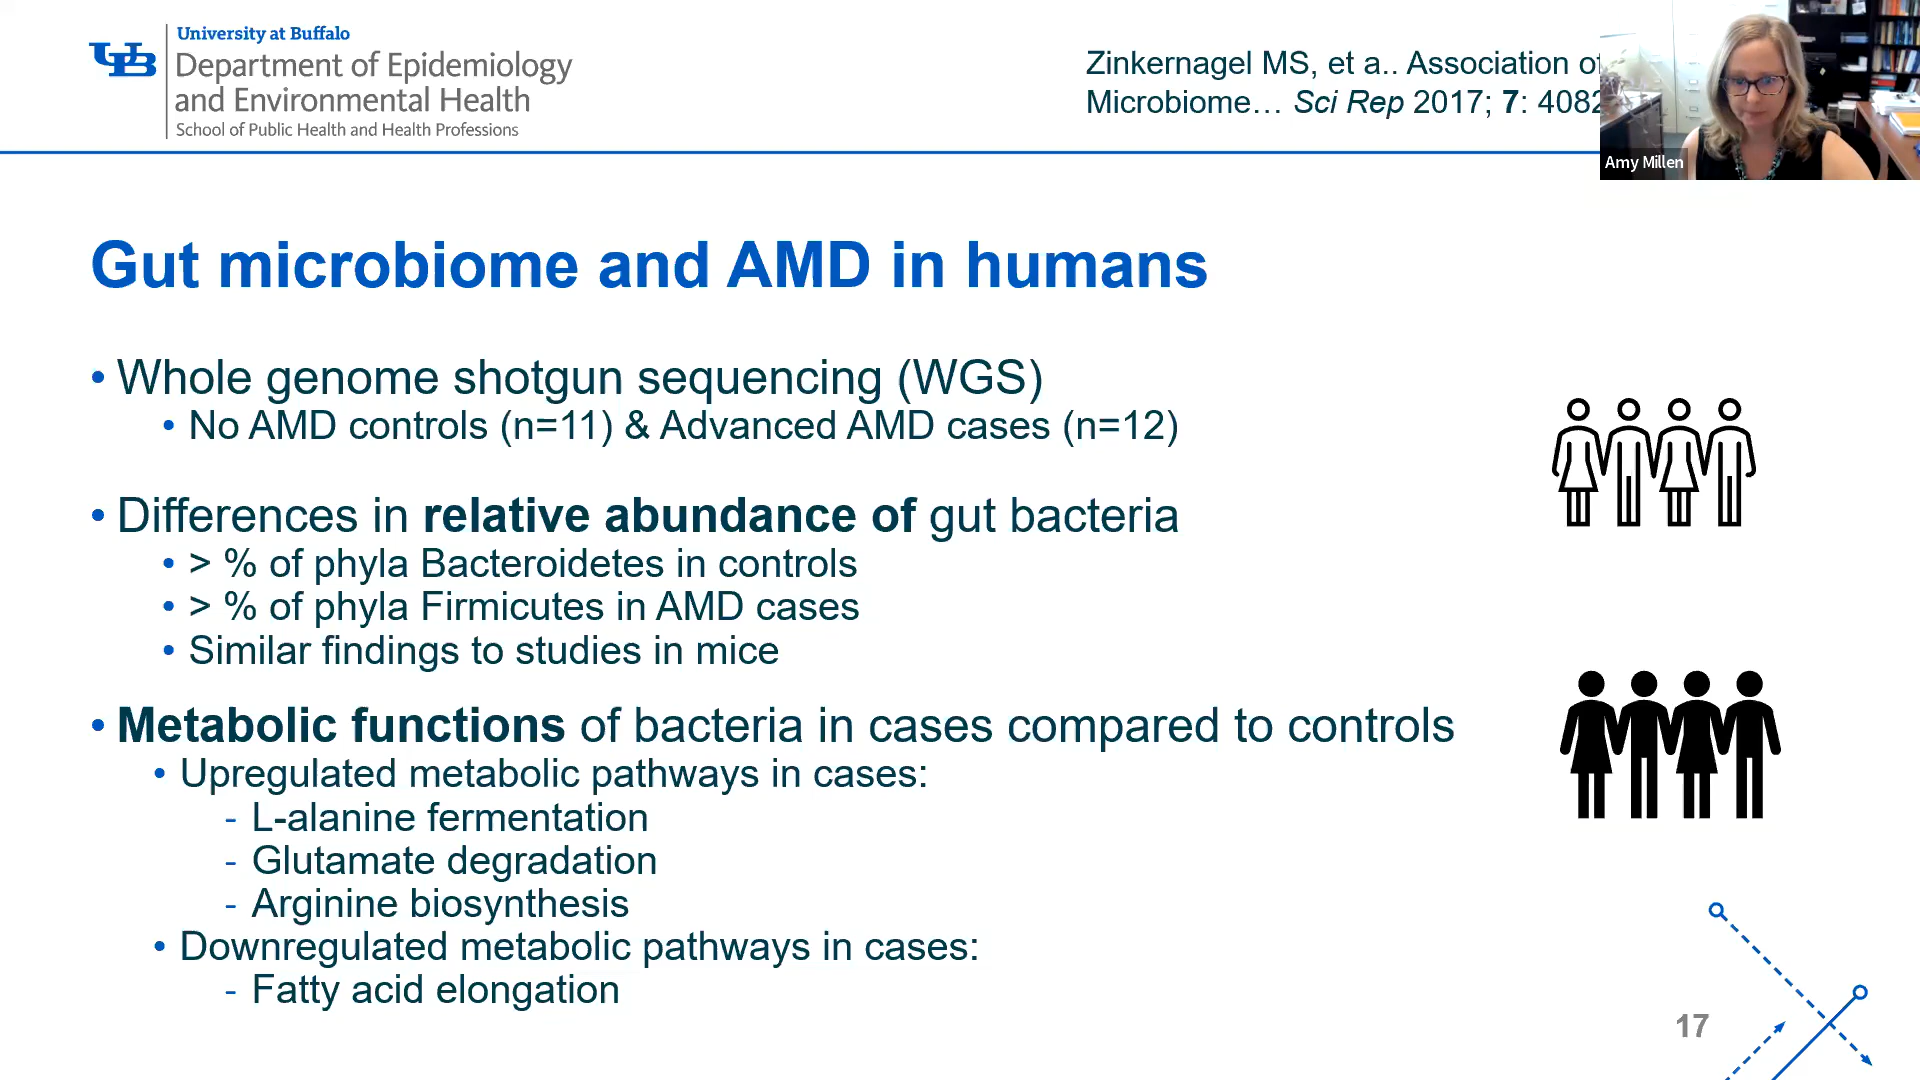 University at Buffalo
Department of Epidemiology
and Environmental Health
School of Public Health and Health Professions
Zinkernagel MS, et a.. Association
Microbiome… Sci Rep 2017; 7:
Amy Millen
Gut microbiome and AMD in humans
• Whole genome shotgun sequencing (WGS)
• No AMD controls (n=11) & Advanced AMD cases (n=12)
• Differences in relative abundance of gut bacteria
• > % of phyla Bacteroidetes in controls
• > % of phyla Firmicutes in AMD cases
• Similar findings to studies in mice
• Metabolic functions of bacteria in cases compared to controls
• Upregulated metabolic pathways in cases:
- L-alanine fermentation
- Glutamate degradation
- Arginine biosynthesis
• Downregulated metabolic pathways in cases:
- Fatty acid elongation
17